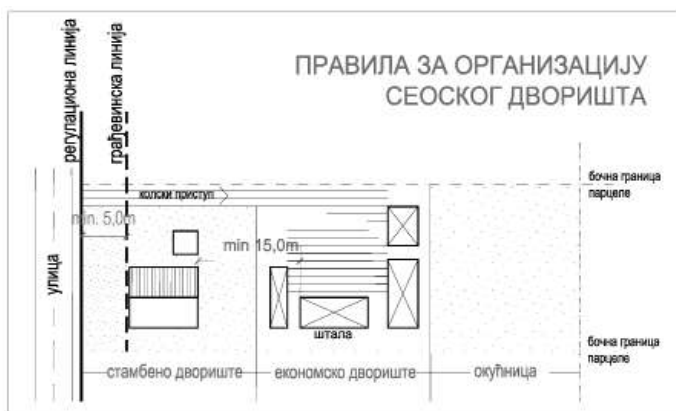 ПРАВИЛА ЗА ОРГАНИЗАЦИЈУ
СЕОСКОГ ДВОРИШТА
регулациона линија
грађевинска линија
бочна граница
парцеле
колски приступ
min. 5,0m
min 15,0m
улица
штала
бочна граница
парцеле
стамбено двориште
економско двориште
окућница